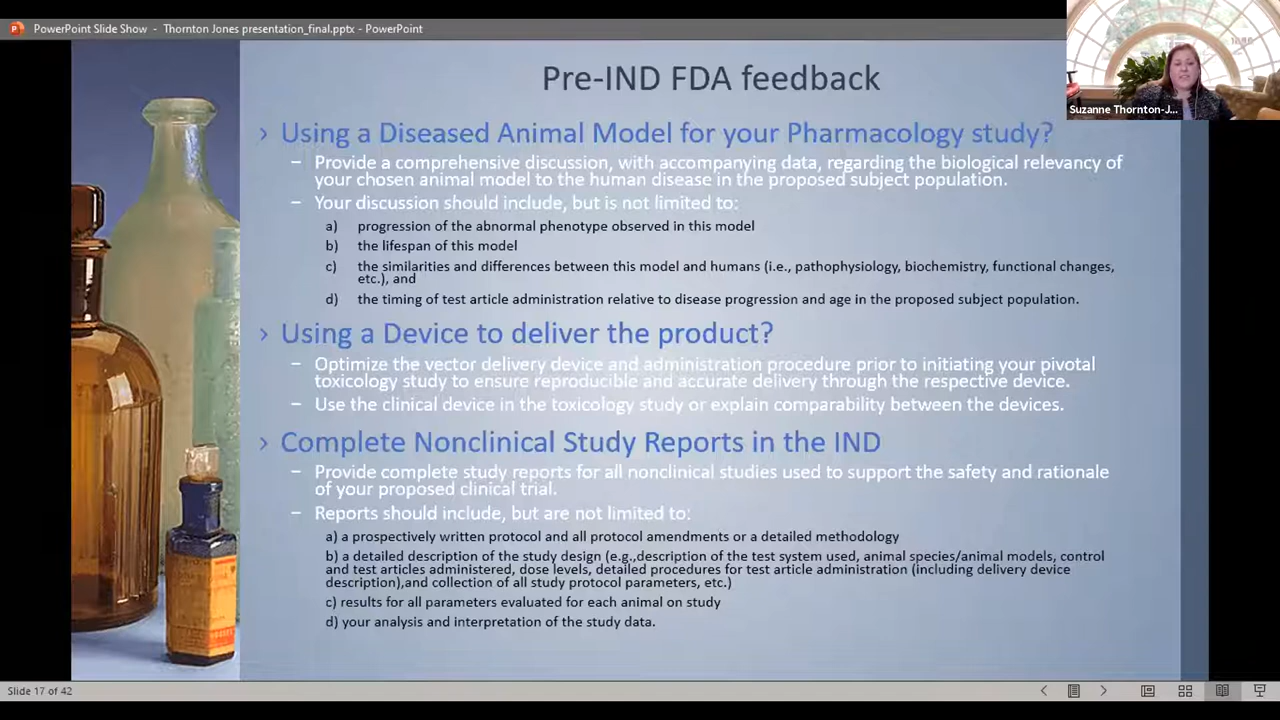 PowerPoint Slide Show - Thornton Jones presentation_final.pptx - PowerPoint
Suzanne Thornton-J...
Pre-IND FDA feedback
› Using a Diseased Animal Model for your Pharmacology study?
– Provide a comprehensive discussion, with accompanying data, regarding the biological relevancy of
your chosen animal model to the human disease in the proposed subject population.
– Your discussion should include, but is not limited to:
a) progression of the abnormal phenotype observed in this model
b) the lifespan of this model
c) the similarities and differences between this model and humans (i.e., pathophysiology, biochemistry, functional changes,
etc.), and
d) the timing of test article administration relative to disease progression and age in the proposed subject population.
› Using a Device to deliver the product?
– Optimize the vector delivery device and administration procedure prior to initiating your pivotal
toxicology study to ensure reproducible and accurate delivery through the respective device.
– Use the clinical device in the toxicology study or explain comparability between the devices.
› Complete Nonclinical Study Reports in the IND
– Provide complete study reports for all nonclinical studies used to support the safety and rationale
of your proposed clinical trial.
– Reports should include, but are not limited to:
a) a prospectively written protocol and all protocol amendments or a detailed methodology
b) a detailed description of the study design (e.g.,description of the test system used, animal species/animal models, control
and test articles administered, dose levels, detailed procedures for test article administration (including delivery device
description),and collection of all study protocol parameters, etc.)
c) results for all parameters evaluated for each animal on study
d) your analysis and interpretation of the study data.
Slide 17 of 42